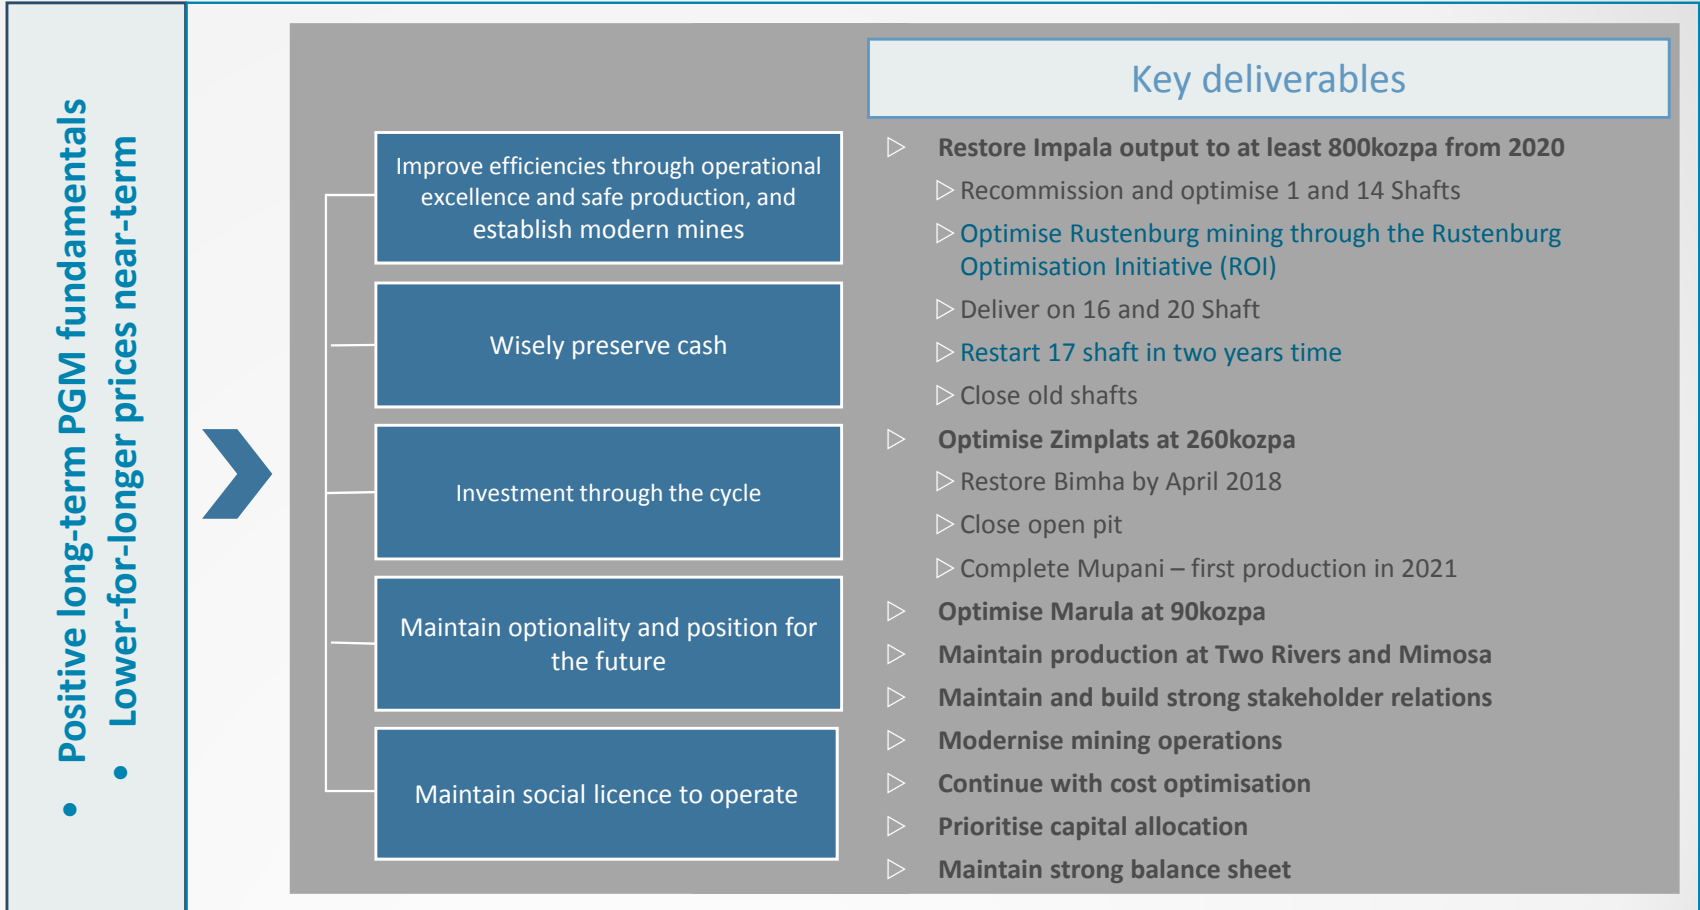 • Positive long-term PGM fundamentals
• Lower-for-longer prices near-term
Improve efficiencies through operational
excellence and safe production, and
establish modern mines
Wisely preserve cash
Investment through the cycle
Maintain optionality and position for
the future
Maintain social licence to operate
Key deliverables
▷ Restore Impala output to at least 800kozpa from 2020
▷ Recommission and optimise 1 and 14 Shafts
▷ Optimise Rustenburg mining through the Rustenburg
Optimisation Initiative (ROI)
▷ Deliver on 16 and 20 Shaft
▷ Restart 17 shaft in two years time
▷ Close old shafts
▷ Optimise Zimplats at 260kozpa
▷ Restore Bimha by April 2018
▷ Close open pit
▷ Complete Mupani – first production in 2021
▷ Optimise Marula at 90kozpa
▷ Maintain production at Two Rivers and Mimosa
▷ Maintain and build strong stakeholder relations
▷ Modernise mining operations
▷ Continue with cost optimisation
▷ Prioritise capital allocation
▷ Maintain strong balance sheet